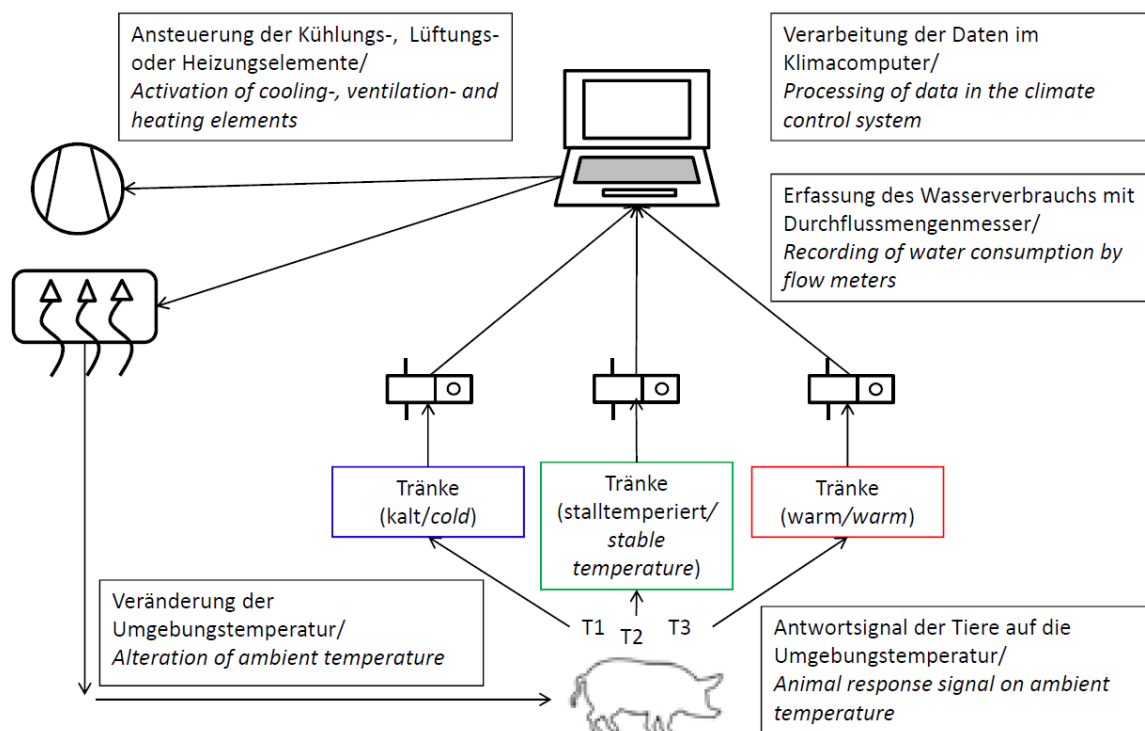 Ansteuerung der Kühlungs-, Lüftungs-
oder Heizungselemente/
Activation of cooling-, ventilation- and
heating elements
Verarbeitung der Daten im
Klimacomputer/
Processing of data in the climate
control system
Erfassung des Wasserverbrauchs mit
Durchflussmengenmesser/
Recording of water consumption by
flow meters
Tränke
(kalt/cold)
Tränke
(stalltemperiert/
stable
temperature)
Tränke
(warm/warm)
T1
T2
T3
Veränderung der
Umgebungstemperatur/
Alteration of ambient temperature
Antwortsignal der Tiere auf die
Umgebungstemperatur/
Animal response signal on ambient
temperature